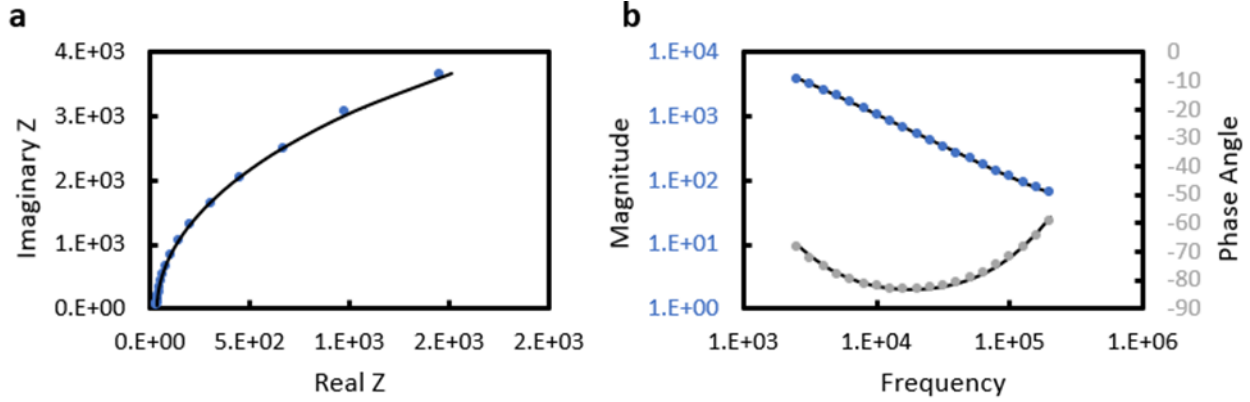 a
4.E+03
3.E+03
2.E+03
1.E+03
0.E+00
Imaginary Z
0.E+00 5.E+02 1.E+03 2.E+03 2.E+03
Real Z
b
1.E+04
1.E+03
1.E+02
1.E+01
1.E+00
Magnitude
0
-10
-20
-30
-40
-50
-60
-70
-80
-90
Phase Angle
1.E+03 1.E+04 1.E+05 1.E+06
Frequency